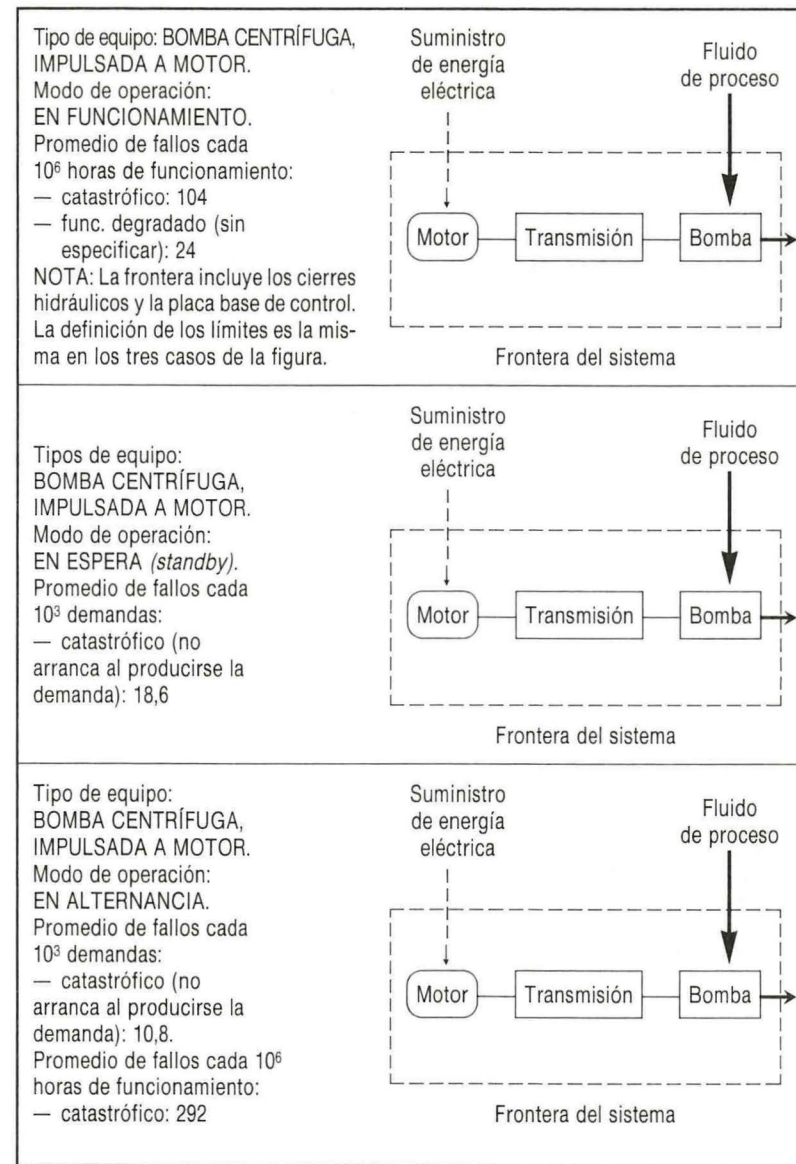 Tipo de equipo: BOMBA CENTRÍFUGA,
IMPULSADA A MOTOR.
Modo de operación:
EN FUNCIONAMIENTO.
Promedio de fallos cada
10⁶ horas de funcionamiento:
— catastrófico: 104
— func. degradado (sin
especificar): 24
NOTA: La frontera incluye los cierres
hidráulicos y la placa base de control.
La definición de los límites es la mis-
ma en los tres casos de la figura.
Suministro
de energía
eléctrica
Fluido
de proceso
Motor
Transmisión
Bomba
Frontera del sistema
Tipos de equipo:
BOMBA CENTRÍFUGA,
IMPULSADA A MOTOR.
Modo de operación:
EN ESPERA (standby).
Promedio de fallos cada
10³ demandas:
— catastrófico (no
arranca al producirse la
demanda): 18,6
Suministro
de energía
eléctrica
Fluido
de proceso
Motor
Transmisión
Bomba
Frontera del sistema
Tipo de equipo:
BOMBA CENTRÍFUGA,
IMPULSADA A MOTOR.
Modo de operación:
EN ALTERNANCIA.
Promedio de fallos cada
10³ demandas:
— catastrófico (no
arranca al producirse la
demanda): 10,8.
Promedio de fallos cada 10⁶
horas de funcionamiento:
— catastrófico: 292
Suministro
de energía
eléctrica
Fluido
de proceso
Motor
Transmisión
Bomba
Frontera del sistema